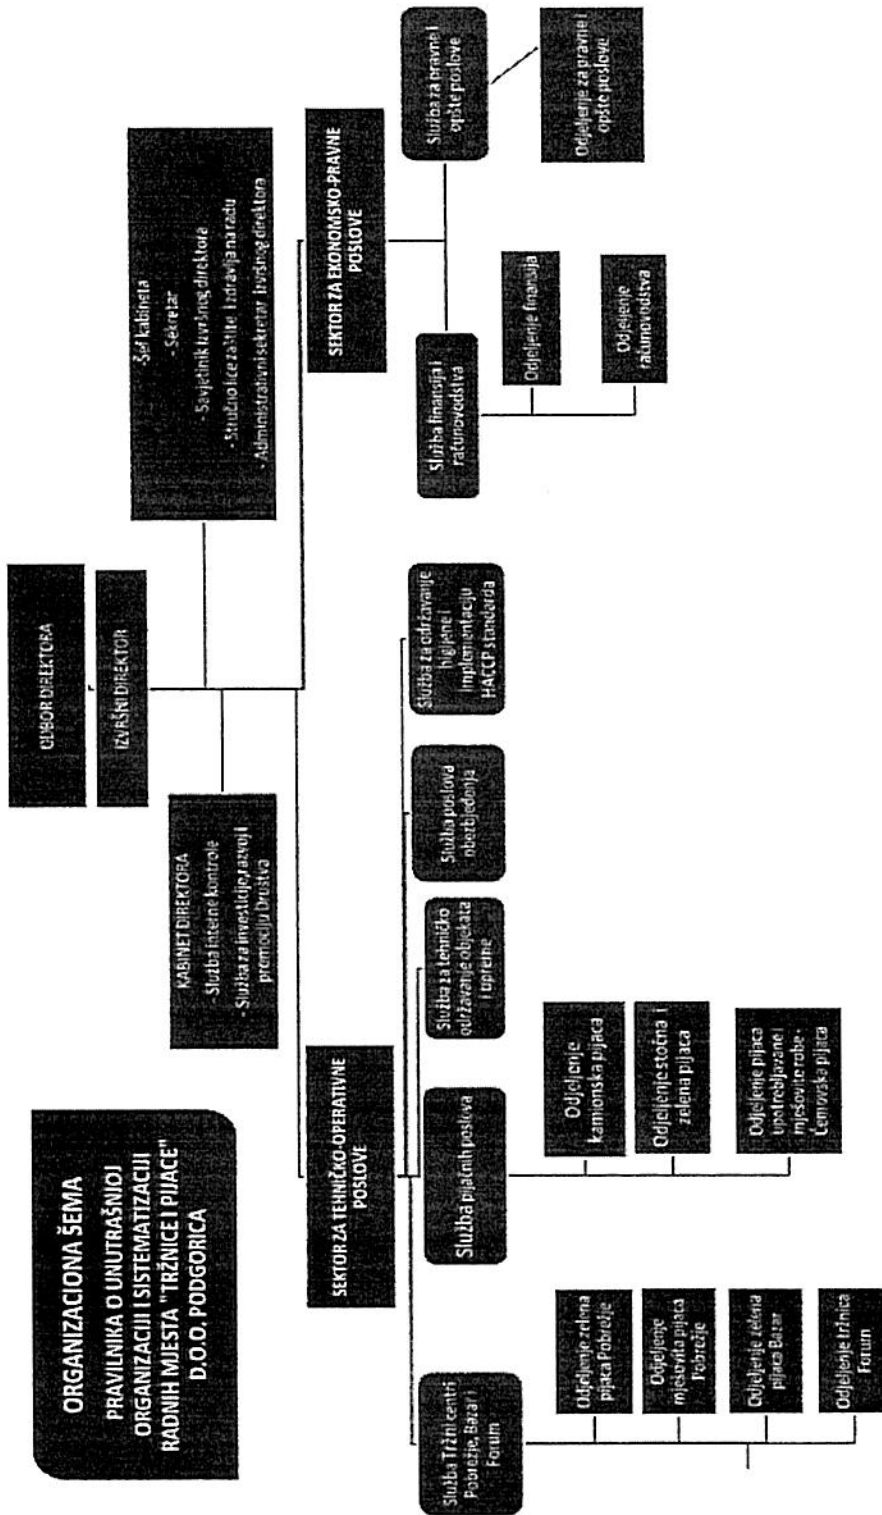 ORGANIZACIONA ŠEMA
PRAVILNIKA O UNUTRAŠNJOJ
ORGANIZACIJI I SISTEMATIZACIJI
RADNIH MJESTA "TRŽNICE I PIJACE"
D.O.O. PODGORICA
ODBOR DIREKTORA
IZVRŠNI DIREKTOR
KABINET DIREKTORA
- Služba interne kontrole
- Služba za investicije, razvoj i
promociju Društva
-Šef kabineta
- Sekretar
- Savjetnik izvršnog direktora
- Stručno lice zaštite i zdravlja na radu
- Administrativni sekretar izvršnog direktora
SEKTOR ZA TEHNIČKO-OPERATIVNE
POSLOVE
SEKTOR ZA EKONOMSKO-PRAVNE
POSLOVE
Služba Tržni centri
Pobrežje, Bazar i
Forum
Služba pijačnih poslova
Služba za tehničko
održavanje objekata
i opreme
Služba poslova
obezbjeđenja
Služba za održavanje
higijene i
implementaciju
HACCP standarda
Služba finansija i
računovodstva
Služba za pravne i
opšte poslove
Odjeljenje zelena
pijaca Pobrežje
Odjeljenje
mješovita pijaca
Pobrežje
Odjeljenje zelena
pijaca Bazar
Odjeljenje tržnica
Forum
Odjeljenje
kamionska pijaca
Odjeljenje stočna i
zelena pijaca
Odjeljenje pijaca
upotrebljavane i
mješovite robe-
Ćemovska pijaca
Odjeljenje finansija
Odjeljenje
računovodstva
Odjeljenje za pravne i
opšte poslove